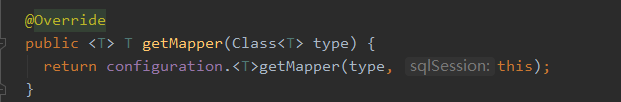 @Override
public <T> T getMapper(Class<T> type) {
return configuration.<T>getMapper(type, sqlSession: this);
}